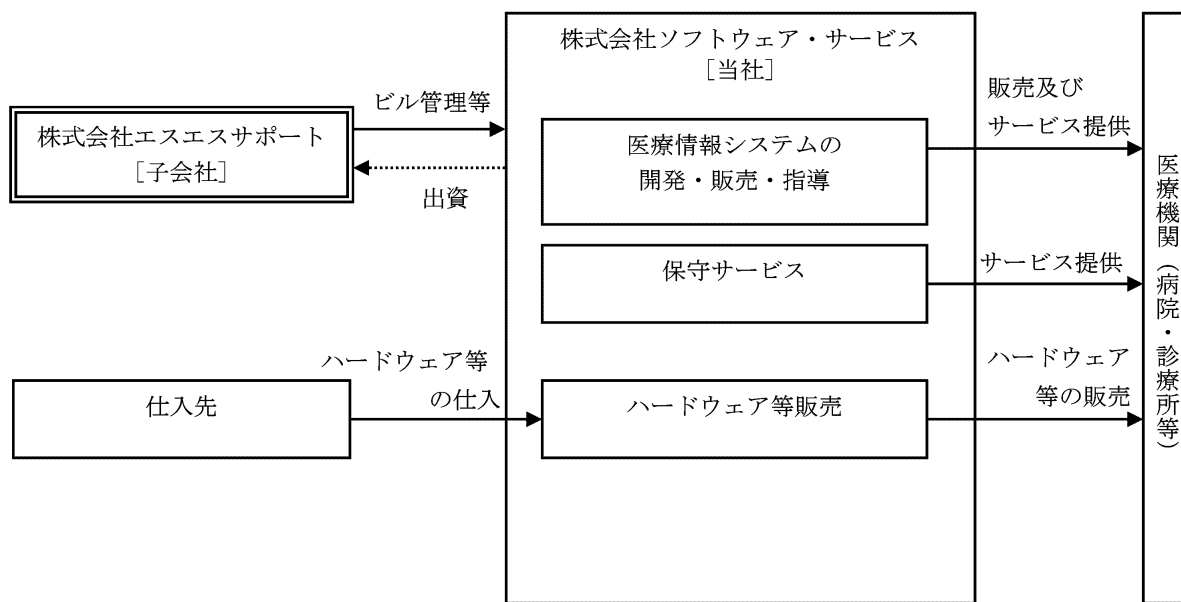 株式会社ソフトウェア・サービス
［当社］
ビル管理等
株式会社エスエスサポート
［子会社］
出資
医療情報システムの
開発・販売・指導
販売及び
サービス提供
保守サービス
サービス提供
ハードウェア等
の仕入
仕入先
ハードウェア等販売
ハードウェア
等の販売
医療機関（病院・診療所等）